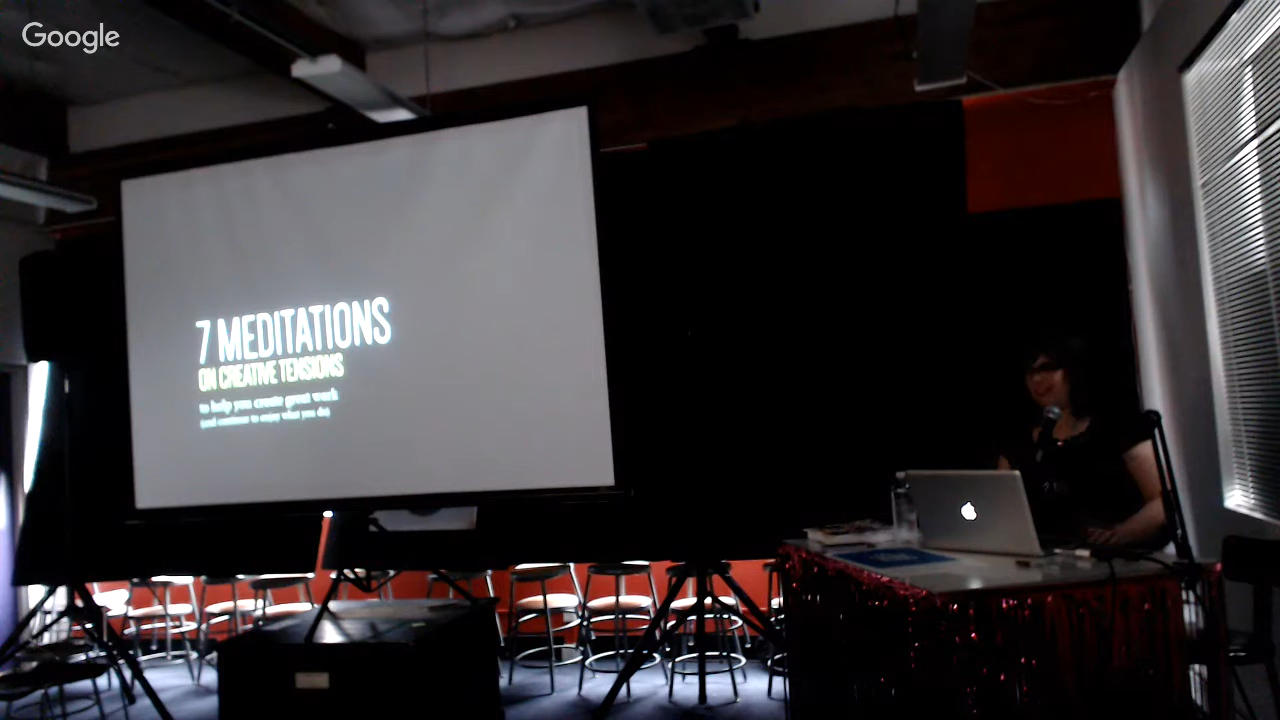 Google
7 MEDITATIONS
ON CREATIVE TENSIONS
to help you create great work
(and continue to enjoy what you do)